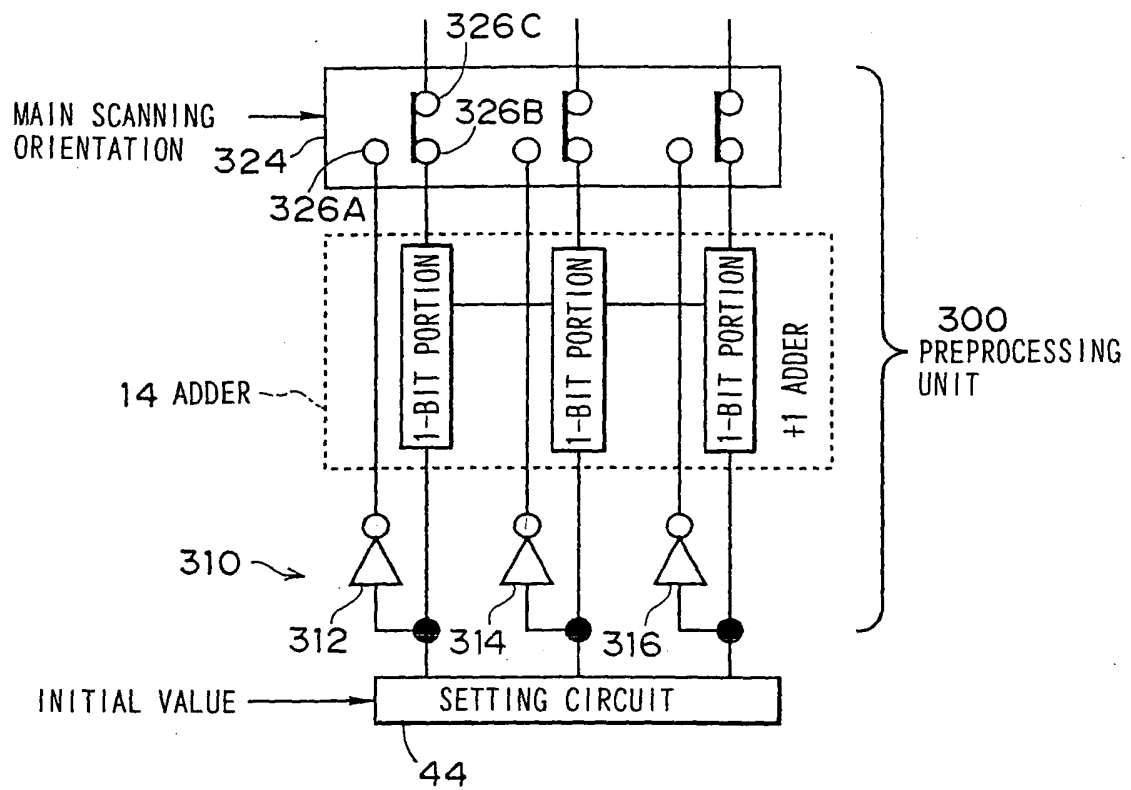 326C
MAIN SCANNING
ORIENTATION
324
326B
326A
1-BIT PORTION
1-BIT PORTION
1-BIT PORTION
+1 ADDER
14 ADDER
300
PREPROCESSING
UNIT
310
312
314
316
INITIAL VALUE
SETTING CIRCUIT
44